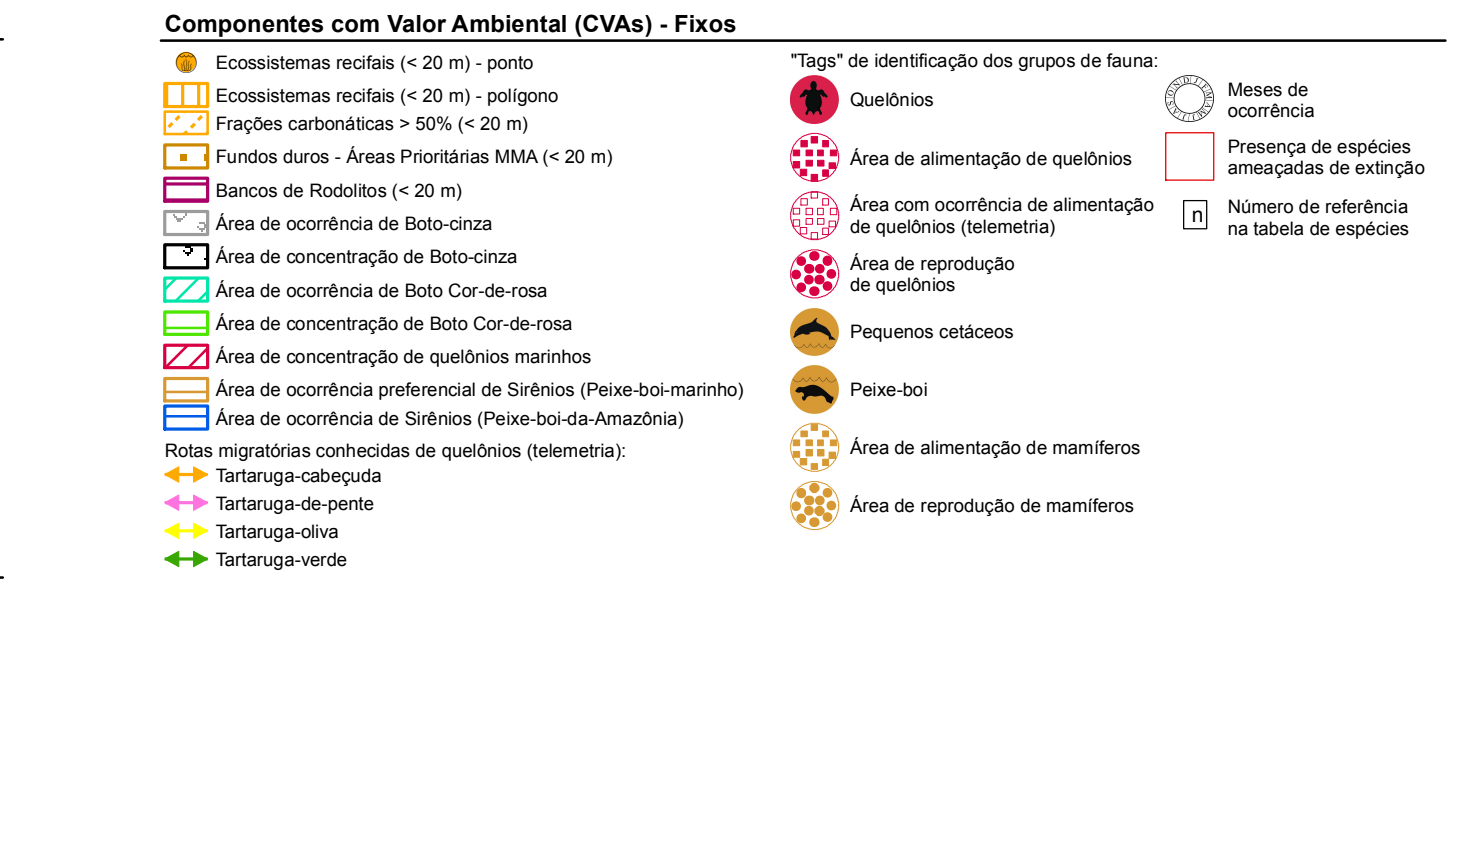 Componentes com Valor Ambiental (CVAs) - Fixos
Ecossistemas recifais (< 20 m) - ponto
Ecossistemas recifais (< 20 m) - polígono
Frações carbonáticas > 50% (< 20 m)
Fundos duros - Áreas Prioritárias MMA (< 20 m)
Bancos de Rodolitos (< 20 m)
Área de ocorrência de Boto-cinza
Área de concentração de Boto-cinza
Área de ocorrência de Boto Cor-de-rosa
Área de concentração de Boto Cor-de-rosa
Área de concentração de quelônios marinhos
Área de ocorrência preferencial de Sirênios (Peixe-boi-marinho)
Área de ocorrência de Sirênios (Peixe-boi-da-Amazônia)
Rotas migratórias conhecidas de quelônios (telemetria):
Tartaruga-cabeçuda
Tartaruga-de-pente
Tartaruga-oliva
Tartaruga-verde
"Tags" de identificação dos grupos de fauna:
Quelônios
Área de alimentação de quelônios
Área com ocorrência de alimentação
de quelônios (telemetria)
Área de reprodução
de quelônios
Pequenos cetáceos
Peixe-boi
Área de alimentação de mamíferos
Área de reprodução de mamíferos
J F M A M J J A S O N D
Meses de
ocorrência
Presença de espécies
ameaçadas de extinção
n
Número de referência
na tabela de espécies